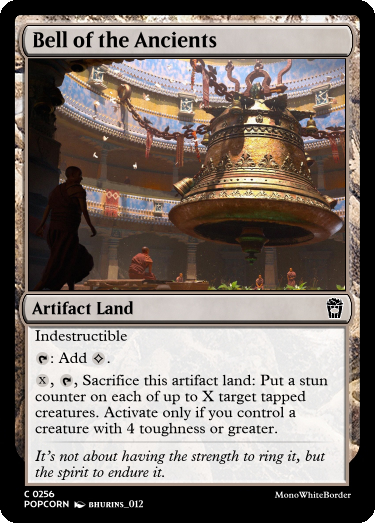 Bell of the Ancients
Artifact Land
Indestructible
: Add .
X, , Sacrifice this artifact land: Put a stun
counter on each of up to X target tapped
creatures. Activate only if you control a
creature with 4 toughness or greater.
It's not about having the strength to ring it, but
the spirit to endure it.
C 0256
POPCORN BHURINS_012
MonoWhiteBorder